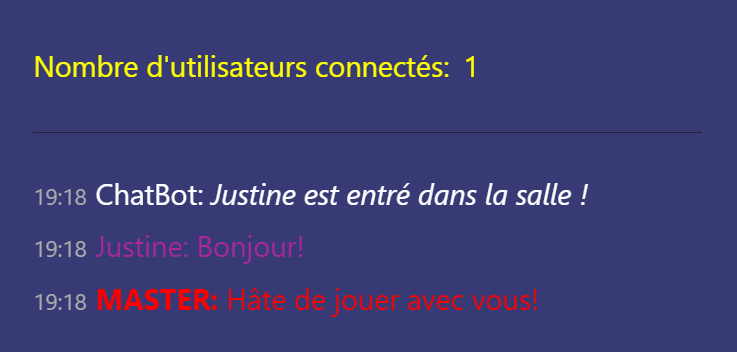 Nombre d'utilisateurs connectés: 1
19:18 ChatBot: Justine est entré dans la salle !
19:18 Justine: Bonjour!
19:18 MASTER: Hâte de jouer avec vous!